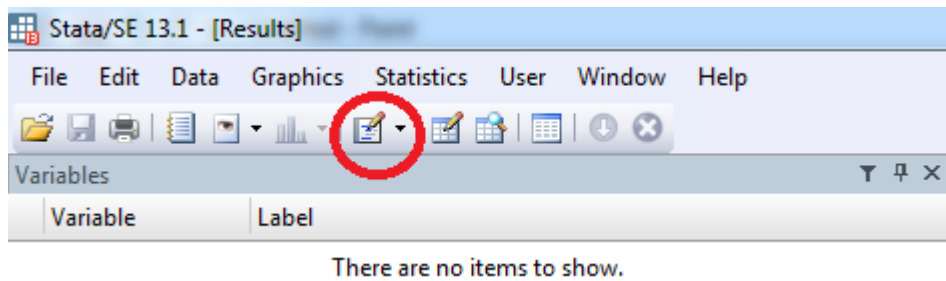 Stata/SE 13.1 - [Results]
File Edit Data Graphics Statistics User Window Help
Variables
Variable Label
There are no items to show.